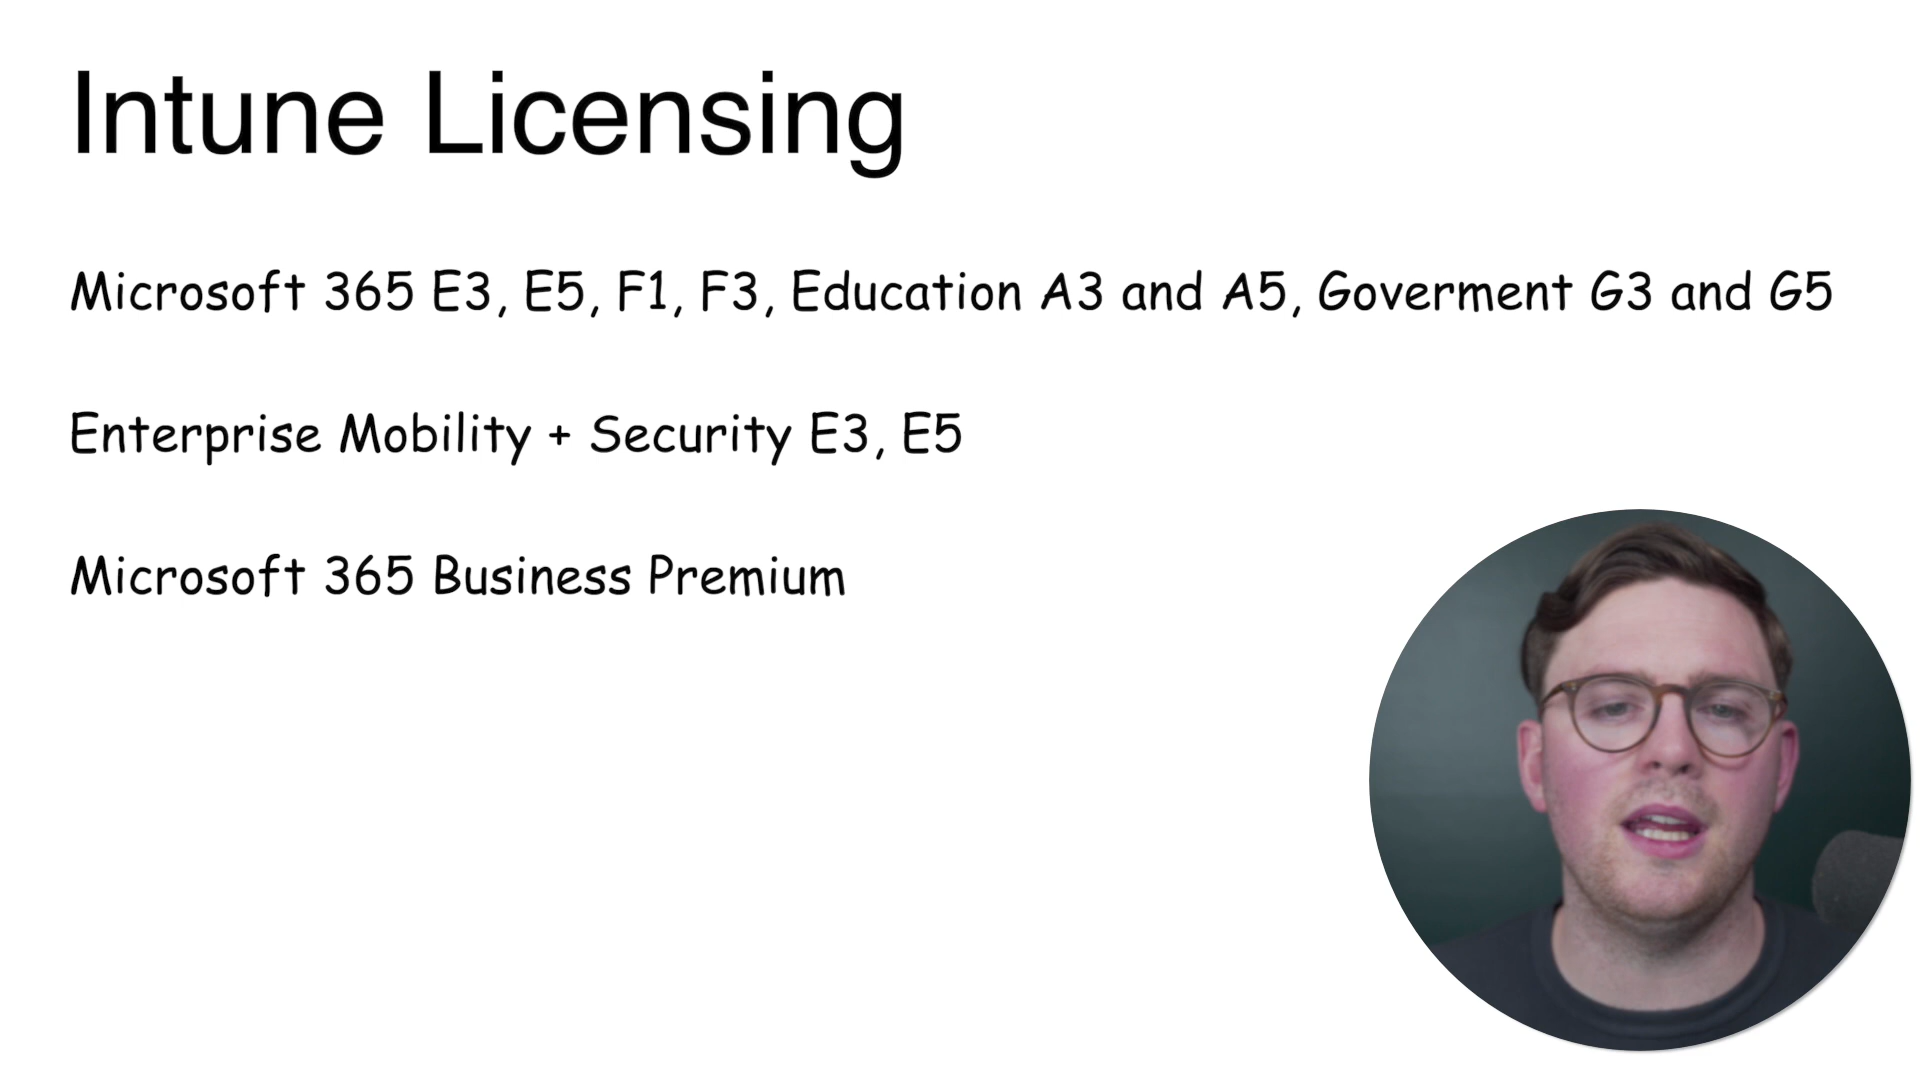 Intune Licensing
Microsoft 365 E3, E5, F1, F3, Education A3 and A5, Goverment G3 and G5
Enterprise Mobility + Security E3, E5
Microsoft 365 Business Premium